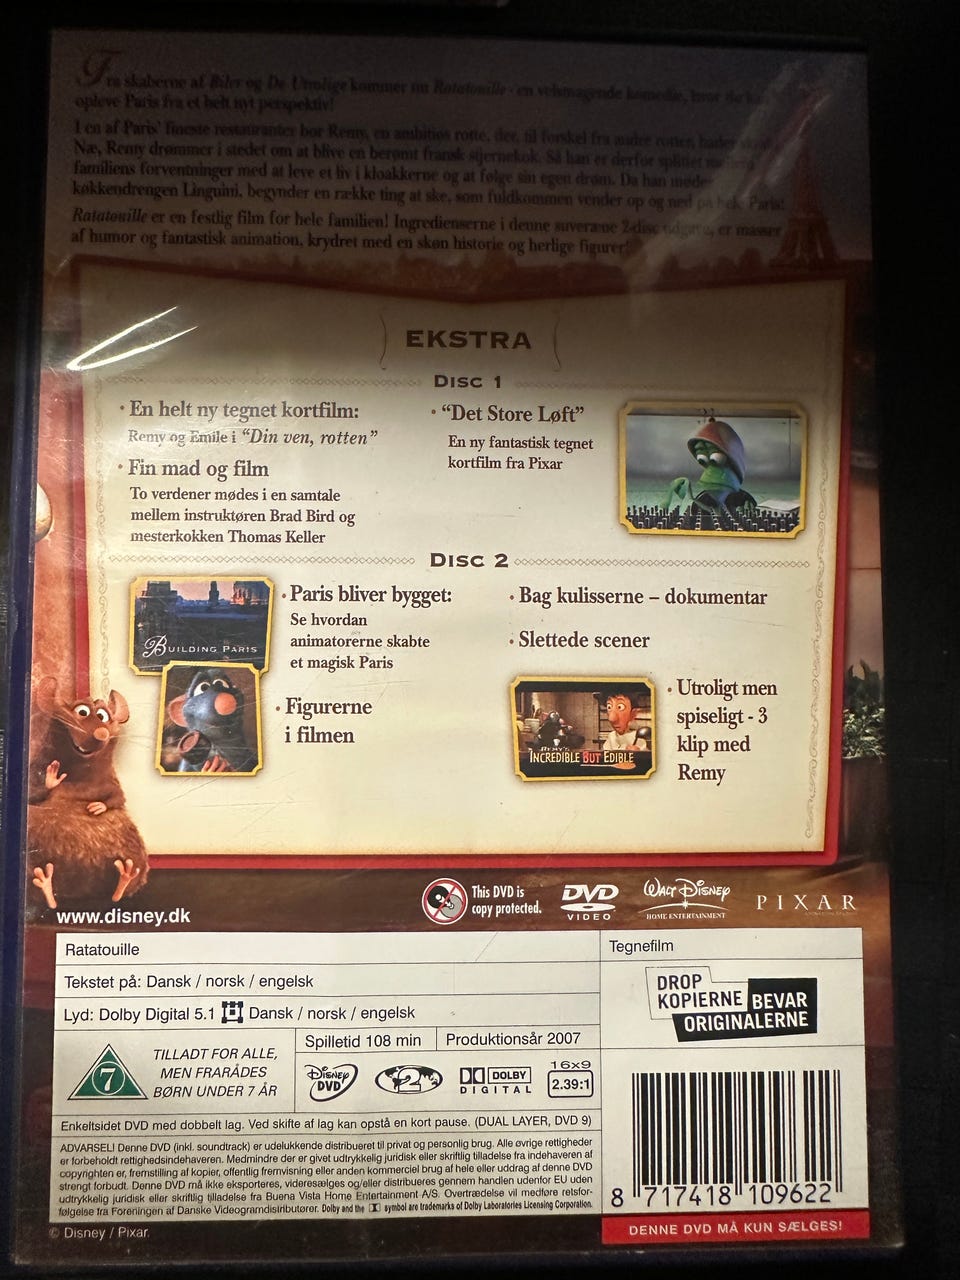 Fra skaberne af Biler og De Utrolige kommer nu Ratatouille - en velsmagende komedie, hvor du kan
opleve Paris fra et helt nyt perspektiv!
I en af Paris' fineste restauranter bor Remy, en ambitiøs rotte, der, til forskel fra andre rotter, hader
Næ, Remy drømmer i stedet om at blive en berømt fransk stjernekok. Så han er derfor splittet mellem
familiens forventninger med at leve et liv i kloakkerne og at følge sin egen drøm. Da han møder
køkkendrengen Linguini, begynder en række ting at ske, som fuldkommen vender op og ned på hele Paris!
Ratatouille er en festlig film for hele familien! Ingredienserne i denne suveræne 2-disc udgave, er masser
af humor og fantastisk animation, krydret med en skøn historie og herlige figurer!
EKSTRA
DISC 1
• En helt ny tegnet kortfilm:
Remy og Emile i "Din ven, rotten"
• Fin mad og film
To verdener mødes i en samtale
mellem instruktøren Brad Bird og
mesterkokken Thomas Keller
• "Det Store Løft"
En ny fantastisk tegnet
kortfilm fra Pixar
DISC 2
BUILDING PARIS
• Paris bliver bygget:
Se hvordan
animatorerne skabte
et magisk Paris
• Figurerne
i filmen
• Bag kulisserne – dokumentar
• Slettede scener
REMY'S
INCREDIBLE BUT EDIBLE
• Utroligt men
spiseligt - 3
klip med
Remy
www.disney.dk
This DVD is
copy protected.
DVD
VIDEO
WALT DISNEY
HOME ENTERTAINMENT
PIXAR
ANIMATION STUDIOS
Ratatouille
Tegnefilm
Tekstet på: Dansk / norsk / engelsk
Lyd: Dolby Digital 5.1 Dansk / norsk / engelsk
DROP
KOPIERNE BEVAR
ORIGINALERNE
7
TILLADT FOR ALLE,
MEN FRARÅDES
BØRN UNDER 7 ÅR
Spilletid 108 min
Produktionsår 2007
DISNEY
DVD
2
DOLBY
DIGITAL
16x9
2.39:1
Enkeltsidet DVD med dobbelt lag. Ved skifte af lag kan opstå en kort pause. (DUAL LAYER, DVD 9)
ADVARSEL! Denne DVD (inkl. soundtrack) er udelukkende distribueret til privat og personlig brug. Alle øvrige rettigheder
er forbeholdt rettighedsindehaveren. Medmindre der er givet udtrykkelig juridisk eller skriftlig tilladelse fra indehaveren af
copyrighten er, fremstilling af kopier, offentlig fremvisning eller anden kommerciel brug af hele eller uddrag af denne DVD
strengt forbudt. Denne DVD må ikke eksporteres, videresælges og/eller distribueres gennem handlen udenfor EU uden
udtrykkelig juridisk eller skriftlig tilladelse fra Buena Vista Home Entertainment A/S. Overtrædelse vil medføre retsfor-
følgelse fra Foreningen af Danske Videogramdistributører. Dolby and the symbol are trademarks of Dolby Laboratories Licensing Corporation.
8 717418 109622
DENNE DVD MÅ KUN SÆLGES!
© Disney / Pixar.